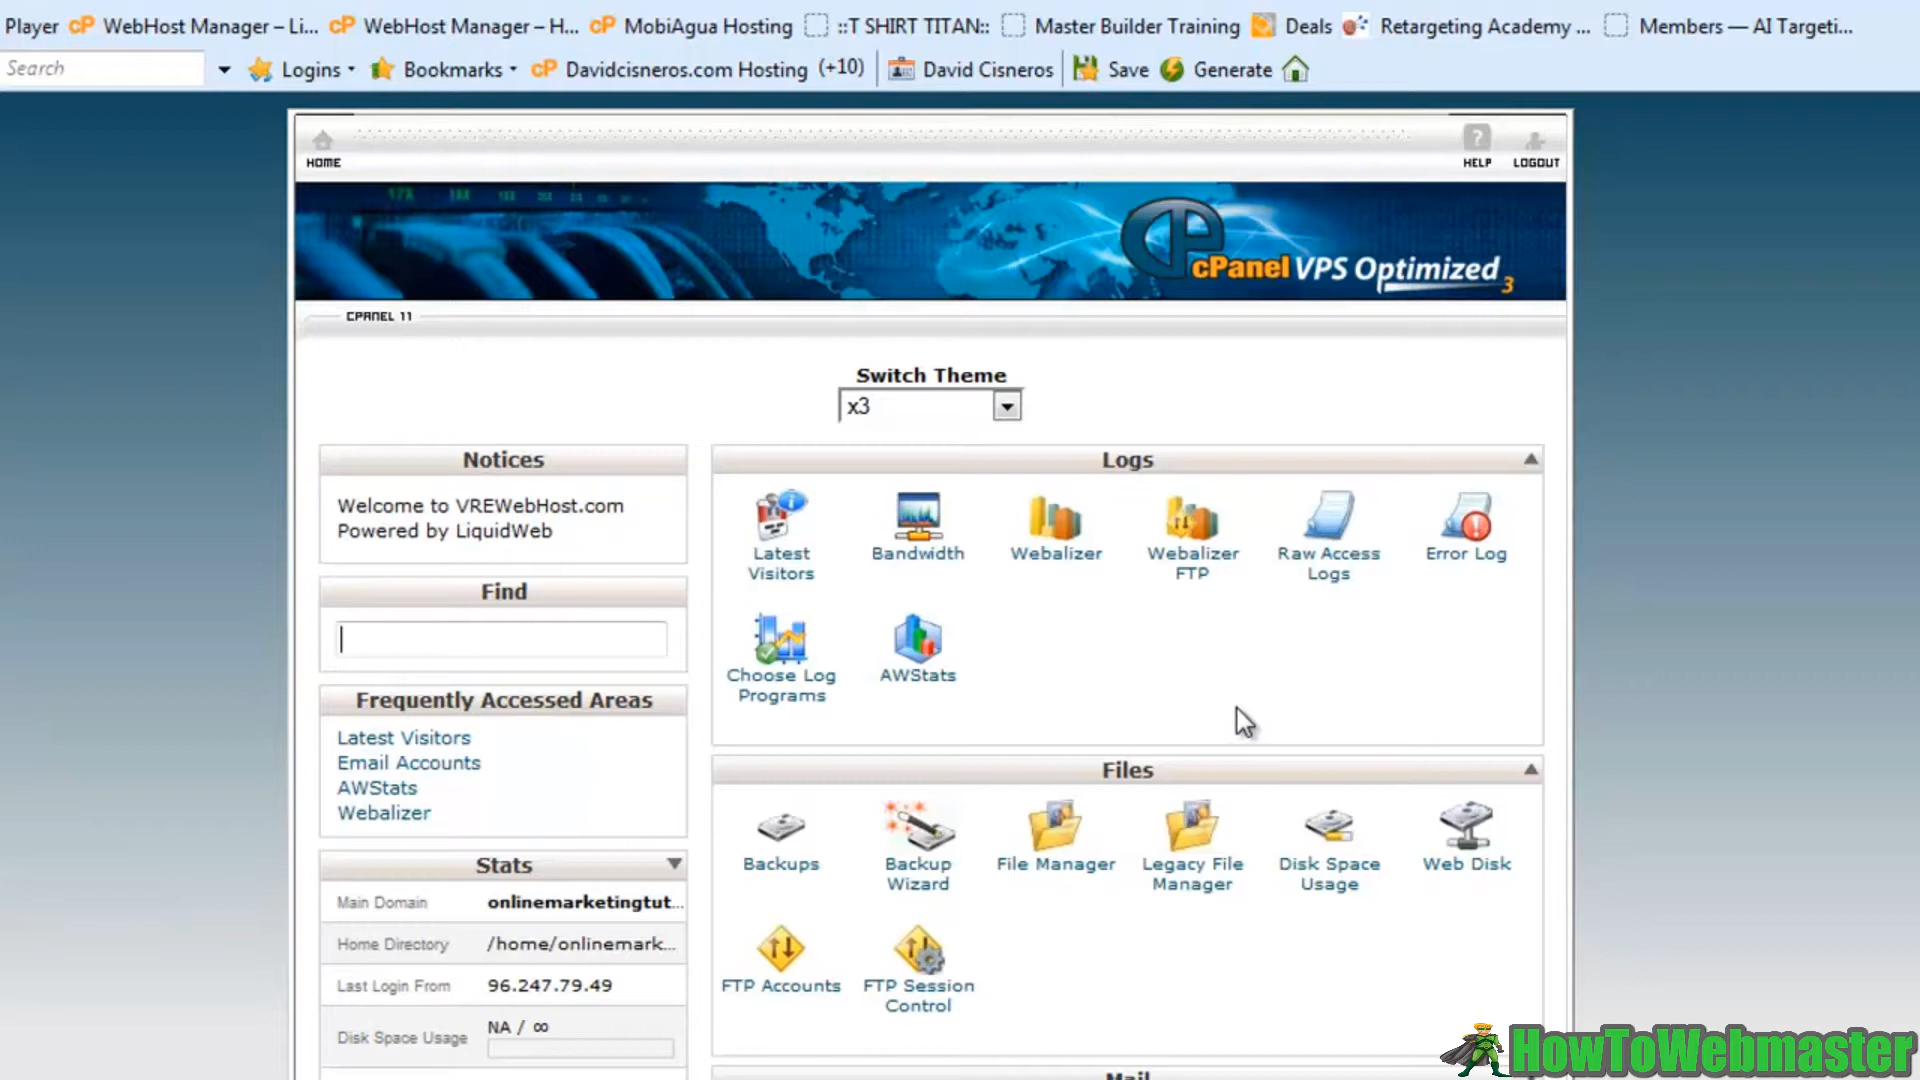 Player WebHost Manager – Li... WebHost Manager – H... MobiAgua Hosting ::T SHIRT TITAN:: Master Builder Training Deals Retargeting Academy ... Members — AI Targeti...
Search Logins Bookmarks Davidcisneros.com Hosting (+10) David Cisneros Save Generate
HOME
HELP LOGOUT
cPanel VPS Optimized 3
CPANEL 11
Switch Theme
x3
Notices
Welcome to VREWebHost.com
Powered by LiquidWeb
Find
Frequently Accessed Areas
Latest Visitors
Email Accounts
AWStats
Webalizer
Stats
Main Domain onlinemarketingtut...
Home Directory /home/onlinemark...
Last Login From 96.247.79.49
Disk Space Usage NA / ∞
Logs
Latest Visitors
Bandwidth
Webalizer
Webalizer FTP
Raw Access Logs
Error Log
Choose Log Programs
AWStats
Files
Backups
Backup Wizard
File Manager
Legacy File Manager
Disk Space Usage
Web Disk
FTP Accounts
FTP Session Control
Mail
HowToWebmaster